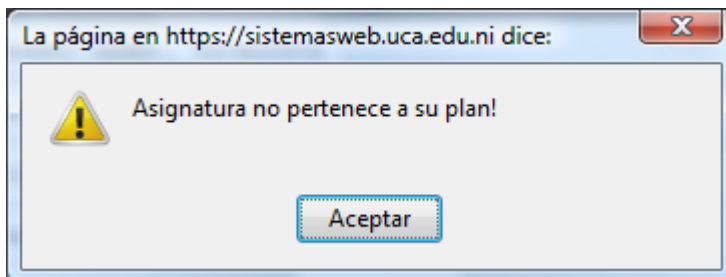 La página en https://sistemasweb.uca.edu.ni dice:
Asignatura no pertenece a su plan!
Aceptar